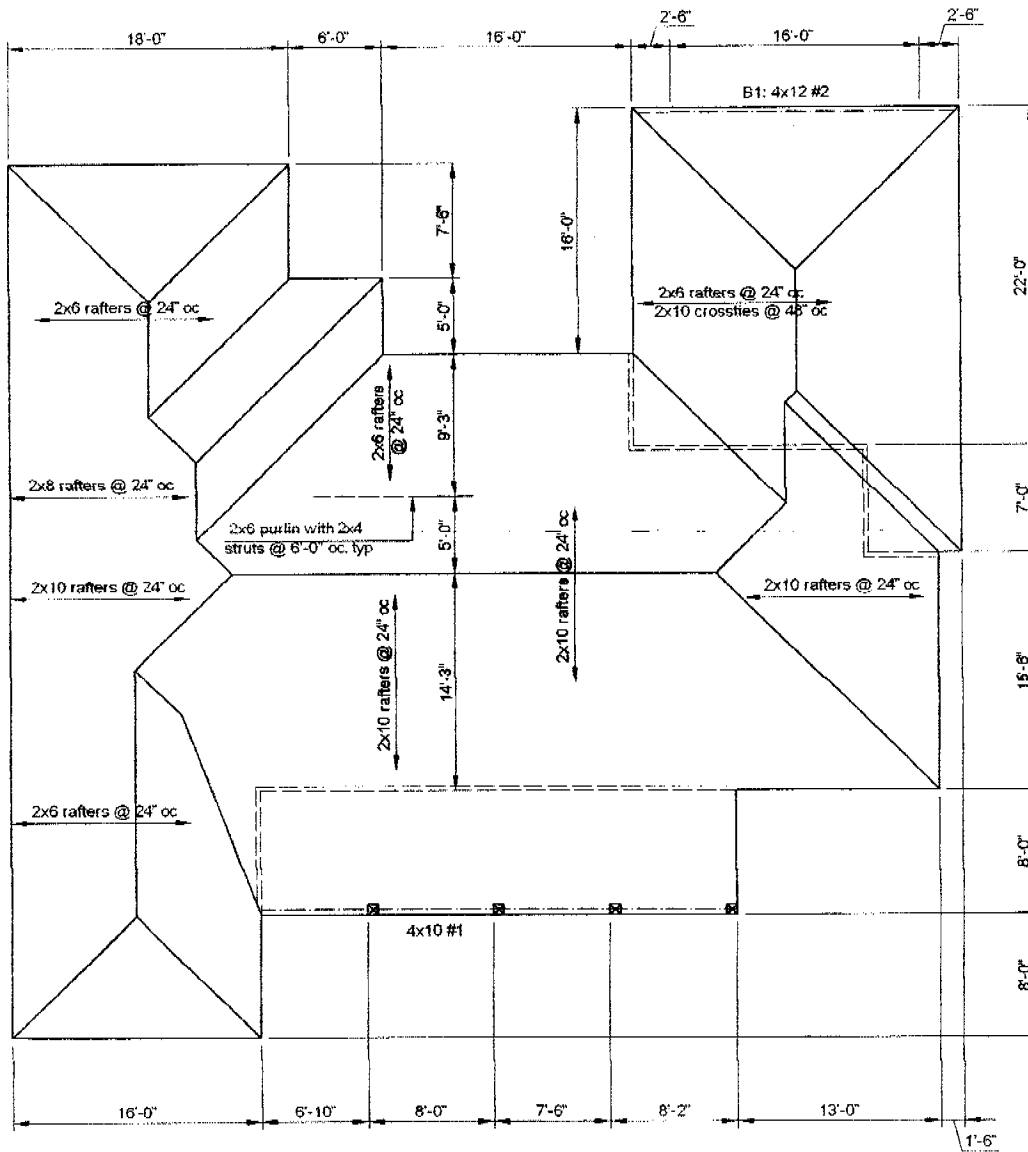 2'-6"
2'-6"
18'-0"
6'-0"
16'-0"
16'-0"
B1: 4x12 #2
7'-6"
16'-0"
22'-0"
5'-0"
2x6 rafters @ 24" oc
2x6 rafters @ 24" oc
2x10 crossties @ 48" oc
2x6 rafters
@ 24" oc
9'-3"
2x8 rafters @ 24" oc
7'-0"
2x6 purlin with 2x4
struts @ 6'-0" oc. typ
5'-0"
2x10 rafters @ 24" oc
2x10 rafters @ 24" oc
2x10 rafters @ 24" oc
2x10 rafters @ 24" oc
14'-3"
15'-6"
2x6 rafters @ 24" oc
8'-0"
4x10 #1
8'-0"
16'-0"
6'-10"
8'-0"
7'-6"
8'-2"
13'-0"
1'-6"